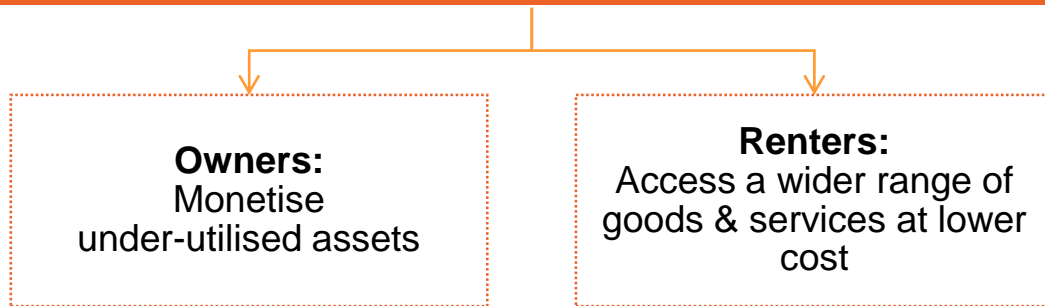 Owners:
Monetise
under-utilised assets
Renters:
Access a wider range of
goods & services at lower
cost